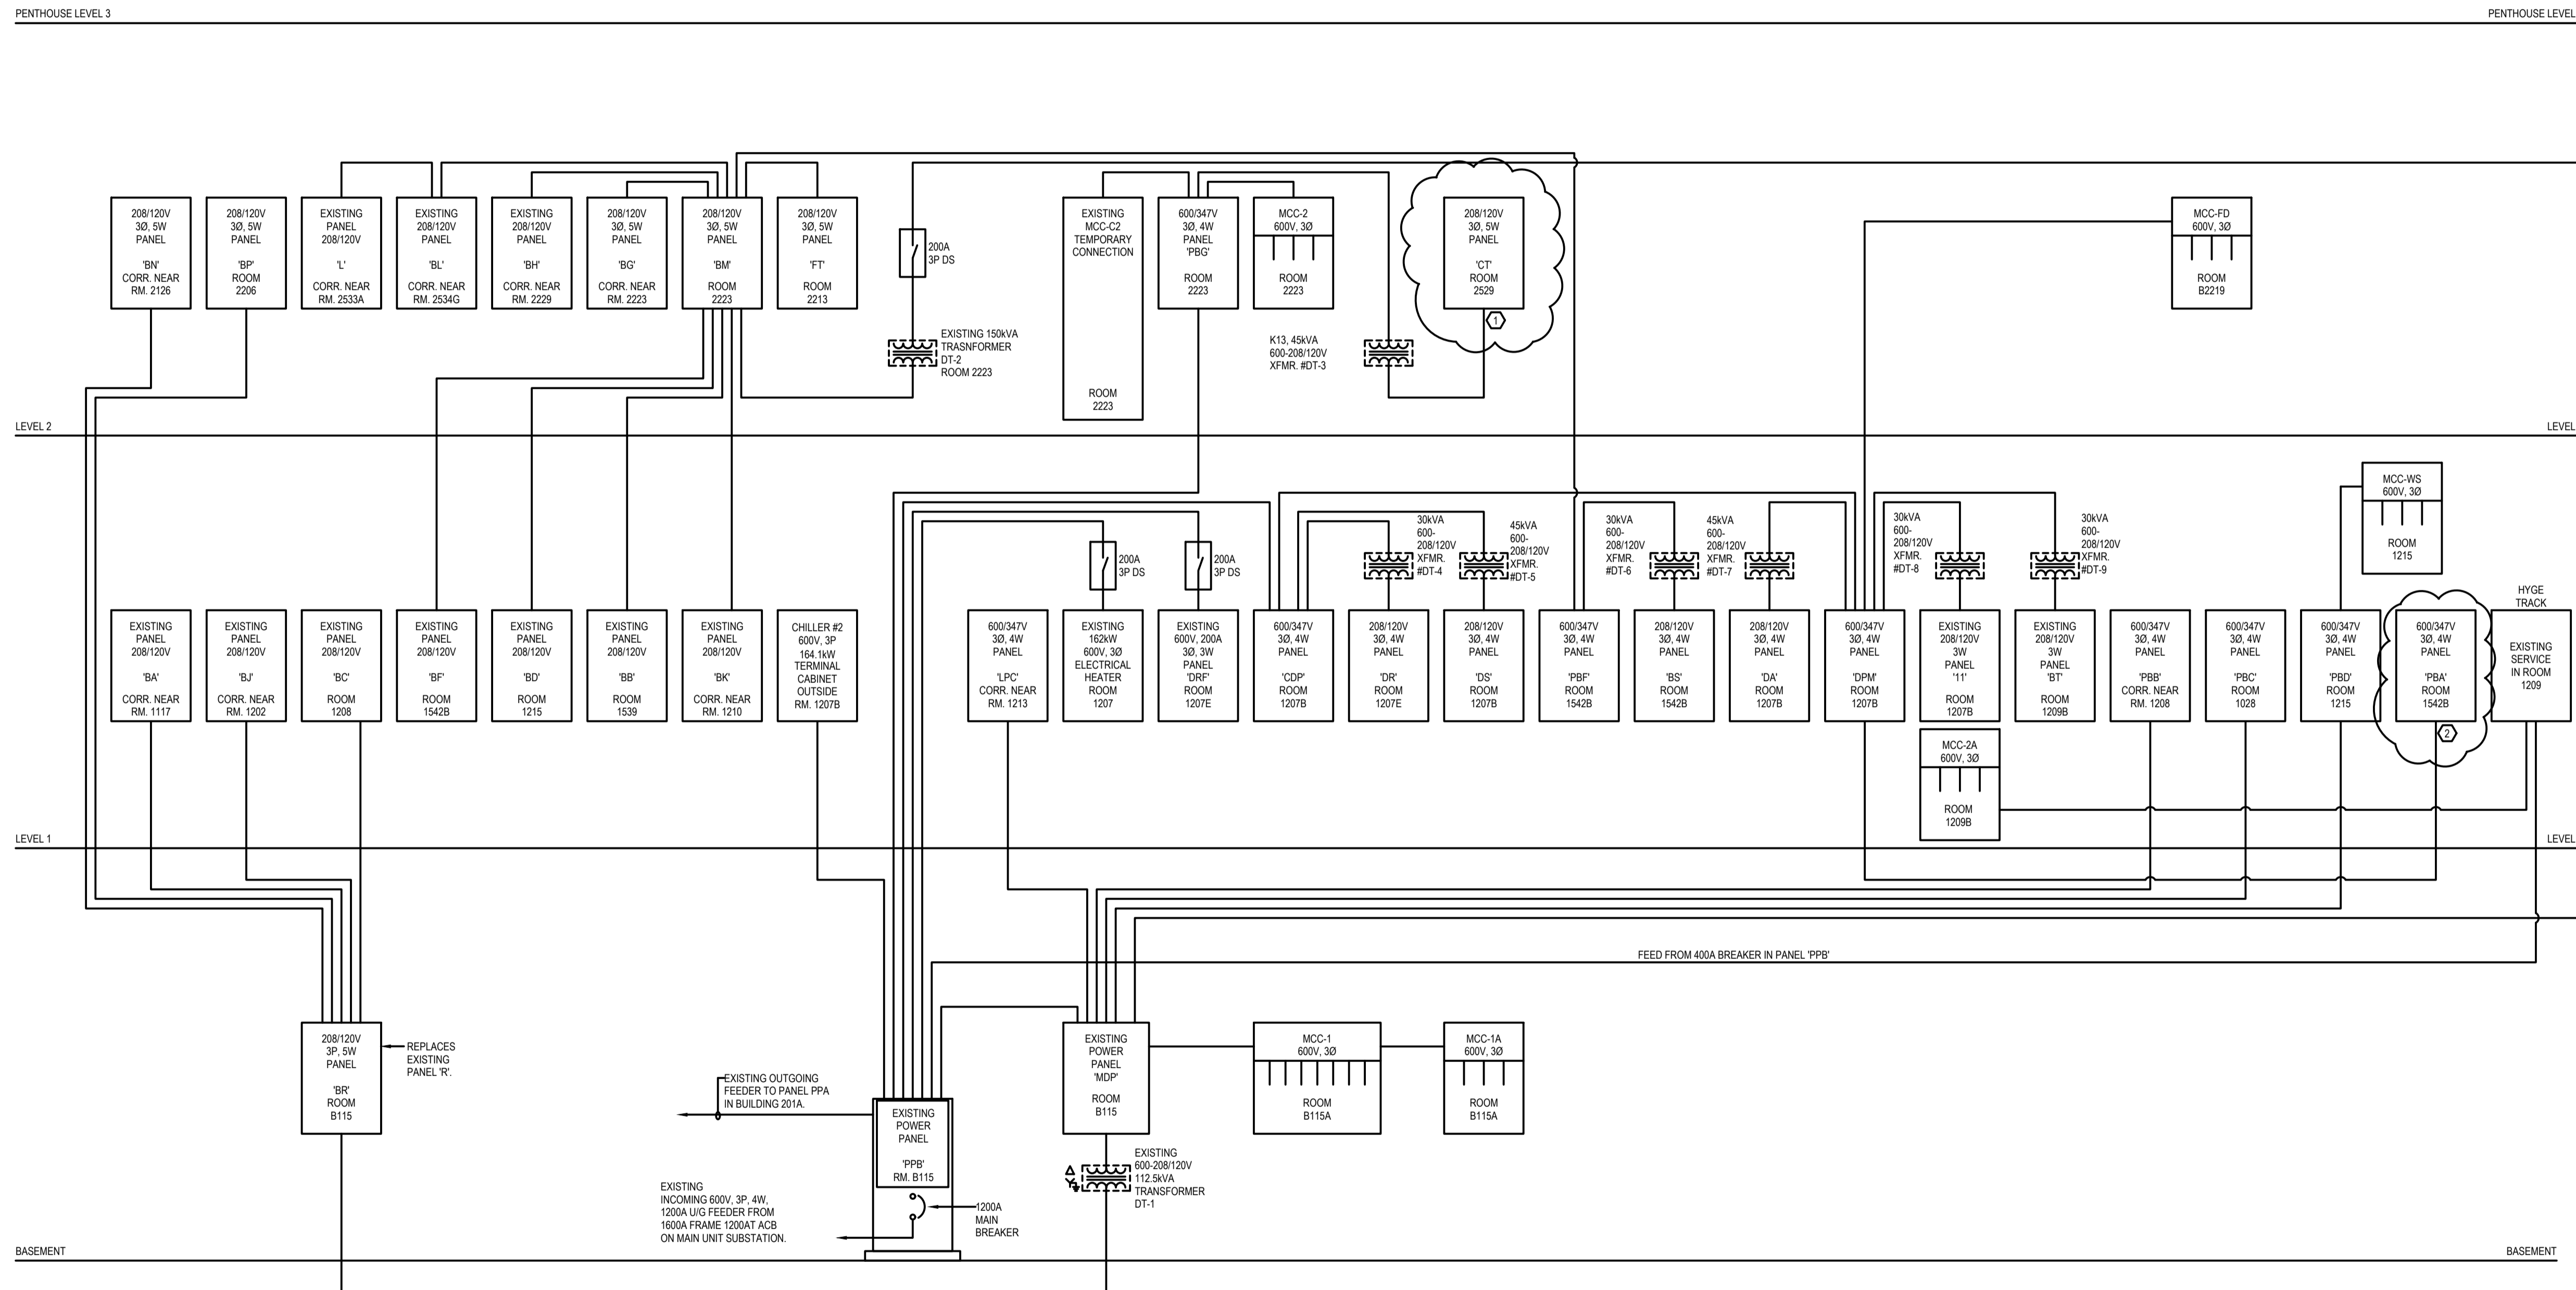 PENTHOUSE LEVEL 3
PENTHOUSE LEVEL
208/120V
3Ø, 5W
PANEL
'BN'
CORR. NEAR
RM. 2126
208/120V
3Ø, 5W
PANEL
'BP'
ROOM
2206
EXISTING
PANEL
208/120V
'L'
CORR. NEAR
RM. 2533A
EXISTING
208/120V
PANEL
'BL'
CORR. NEAR
RM. 2534G
EXISTING
208/120V
PANEL
'BH'
CORR. NEAR
RM. 2229
208/120V
3Ø, 5W
PANEL
'BG'
CORR. NEAR
RM. 2223
208/120V
3Ø, 5W
PANEL
'BM'
ROOM
2223
208/120V
3Ø, 5W
PANEL
'FT'
ROOM
2213
200A
3P DS
EXISTING 150kVA
TRASNFORMER
DT-2
ROOM 2223
EXISTING
MCC-C2
TEMPORARY
CONNECTION
ROOM
2223
600/347V
3Ø, 4W
PANEL
'PBG'
ROOM
2223
MCC-2
600V, 3Ø
ROOM
2223
K13, 45kVA
600-208/120V
XFMR. #DT-3
208/120V
3Ø, 5W
PANEL
'CT'
ROOM
2529
1
MCC-FD
600V, 3Ø
ROOM
B2219
LEVEL 2
LEVEL
200A
3P DS
200A
3P DS
30kVA
600-
208/120V
XFMR.
#DT-4
45kVA
600-
208/120V
XFMR.
#DT-5
30kVA
600-
208/120V
XFMR.
#DT-6
45kVA
600-
208/120V
XFMR.
#DT-7
30kVA
600-
208/120V
XFMR.
#DT-8
30kVA
600-
208/120V
XFMR.
#DT-9
MCC-WS
600V, 3Ø
ROOM
1215
EXISTING
PANEL
208/120V
'BA'
CORR. NEAR
RM. 1117
EXISTING
PANEL
208/120V
'BJ'
CORR. NEAR
RM. 1202
EXISTING
PANEL
208/120V
'BC'
ROOM
1208
EXISTING
PANEL
208/120V
'BF'
ROOM
1542B
EXISTING
PANEL
208/120V
'BD'
ROOM
1215
EXISTING
PANEL
208/120V
'BB'
ROOM
1539
EXISTING
PANEL
208/120V
'BK'
CORR. NEAR
RM. 1210
CHILLER #2
600V, 3P
164.1kW
TERMINAL
CABINET
OUTSIDE
RM. 1207B
600/347V
3Ø, 4W
PANEL
'LPC'
CORR. NEAR
RM. 1213
EXISTING
162kW
600V, 3Ø
ELECTRICAL
HEATER
ROOM
1207
EXISTING
600V, 200A
3Ø, 3W
PANEL
'DRF'
ROOM
1207E
600/347V
3Ø, 4W
PANEL
'CDP'
ROOM
1207B
208/120V
3Ø, 4W
PANEL
'DR'
ROOM
1207E
208/120V
3Ø, 4W
PANEL
'DS'
ROOM
1207B
600/347V
3Ø, 4W
PANEL
'PBF'
ROOM
1542B
208/120V
3Ø, 4W
PANEL
'BS'
ROOM
1542B
208/120V
3Ø, 4W
PANEL
'DA'
ROOM
1207B
600/347V
3Ø, 4W
PANEL
'DPM'
ROOM
1207B
EXISTING
208/120V
3W
PANEL
'11'
ROOM
1207B
EXISTING
208/120V
3W
PANEL
'BT'
ROOM
1209B
600/347V
3Ø, 4W
PANEL
'PBB'
CORR. NEAR
RM. 1208
600/347V
3Ø, 4W
PANEL
'PBC'
ROOM
1028
600/347V
3Ø, 4W
PANEL
'PBD'
ROOM
1215
600/347V
3Ø, 4W
PANEL
'PBA'
ROOM
1542B
2
HYGE
TRACK
EXISTING
SERVICE
IN ROOM
1209
MCC-2A
600V, 3Ø
ROOM
1209B
LEVEL 1
LEVEL
FEED FROM 400A BREAKER IN PANEL 'PPB'
208/120V
3P, 5W
PANEL
'BR'
ROOM
B115
REPLACES
EXISTING
PANEL 'R'.
EXISTING OUTGOING
FEEDER TO PANEL PPA
IN BUILDING 201A.
EXISTING
POWER
PANEL
'PPB'
RM. B115
EXISTING
INCOMING 600V, 3P, 4W,
1200A U/G FEEDER FROM
1600A FRAME 1200AT ACB
ON MAIN UNIT SUBSTATION.
1200A
MAIN
BREAKER
EXISTING
POWER
PANEL
'MDP'
ROOM
B115
EXISTING
600-208/120V
112.5kVA
TRANSFORMER
DT-1
MCC-1
600V, 3Ø
ROOM
B115A
MCC-1A
600V, 3Ø
ROOM
B115A
BASEMENT
BASEMENT